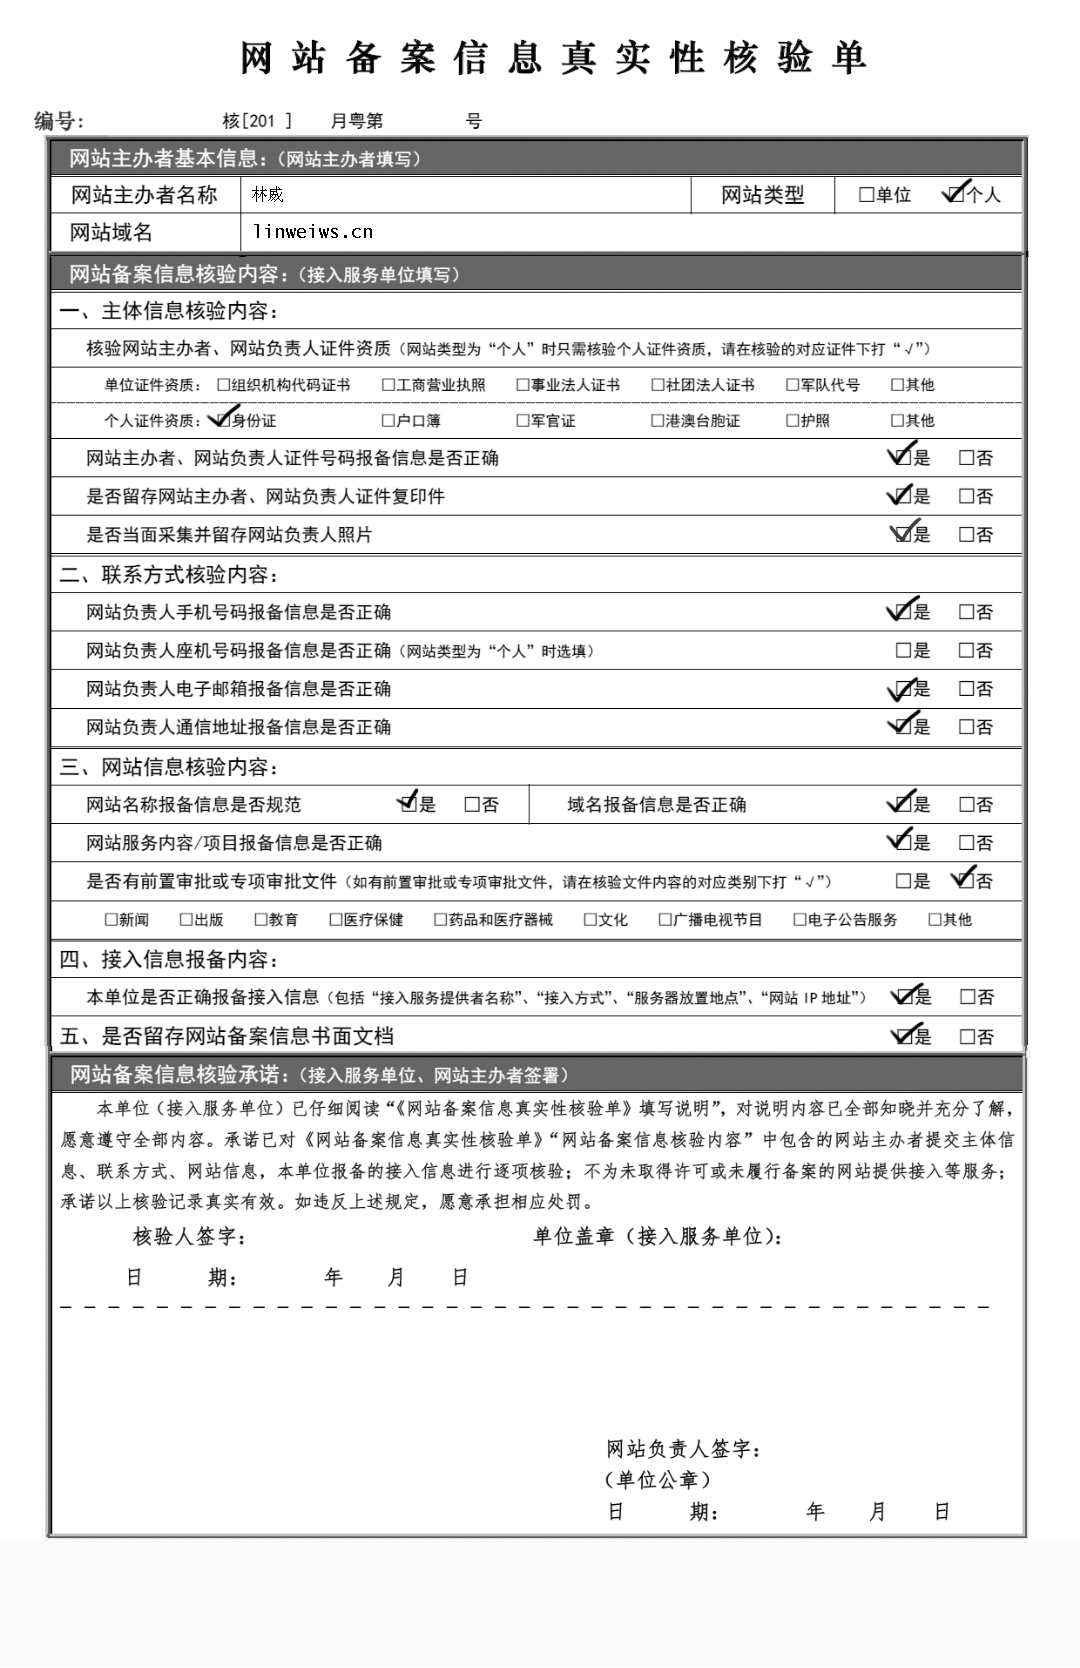 网站备案信息真实性核验单
编号： 核[201 ] 月粤第 号
网站主办者基本信息：（网站主办者填写）
网站主办者名称 林威 网站类型 □单位 ☑个人
网站域名 linweiws.cn
网站备案信息核验内容：（接入服务单位填写）
一、主体信息核验内容：
核验网站主办者、网站负责人证件资质（网站类型为“个人”时只需核验个人证件资质，请在核验的对应证件下打“√”）
单位证件资质： □组织机构代码证书 □工商营业执照 □事业法人证书 □社团法人证书 □军队代号 □其他
个人证件资质： ☑身份证 □户口簿 □军官证 □港澳台胞证 □护照 □其他
网站主办者、网站负责人证件号码报备信息是否正确 ☑是 □否
是否留存网站主办者、网站负责人证件复印件 ☑是 □否
是否当面采集并留存网站负责人照片 ☑是 □否
二、联系方式核验内容：
网站负责人手机号码报备信息是否正确 ☑是 □否
网站负责人座机号码报备信息是否正确（网站类型为“个人”时选填） □是 □否
网站负责人电子邮箱报备信息是否正确 ☑是 □否
网站负责人通信地址报备信息是否正确 ☑是 □否
三、网站信息核验内容：
网站名称报备信息是否规范 ☑是 □否 域名报备信息是否正确 ☑是 □否
网站服务内容/项目报备信息是否正确 ☑是 □否
是否有前置审批或专项审批文件（如有前置审批或专项审批文件，请在核验文件内容的对应类别下打“√”） □是 ☑否
□新闻 □出版 □教育 □医疗保健 □药品和医疗器械 □文化 □广播电视节目 □电子公告服务 □其他
四、接入信息报备内容：
本单位是否正确报备接入信息（包括“接入服务提供者名称”、“接入方式”、“服务器放置地点”、“网站 IP 地址”） ☑是 □否
五、是否留存网站备案信息书面文档 ☑是 □否
网站备案信息核验承诺：（接入服务单位、网站主办者签署）
本单位（接入服务单位）已仔细阅读“《网站备案信息真实性核验单》填写说明”，对说明内容已全部知晓并充分了解，
愿意遵守全部内容。承诺已对《网站备案信息真实性核验单》“网站备案信息核验内容”中包含的网站主办者提交主体信
息、联系方式、网站信息，本单位报备的接入信息进行逐项核验；不为未取得许可或未履行备案的网站提供接入等服务；
承诺以上核验记录真实有效。如违反上述规定，愿意承担相应处罚。
核验人签字： 单位盖章（接入服务单位）：
日 期： 年 月 日
网站负责人签字：
（单位公章）
日 期： 年 月 日